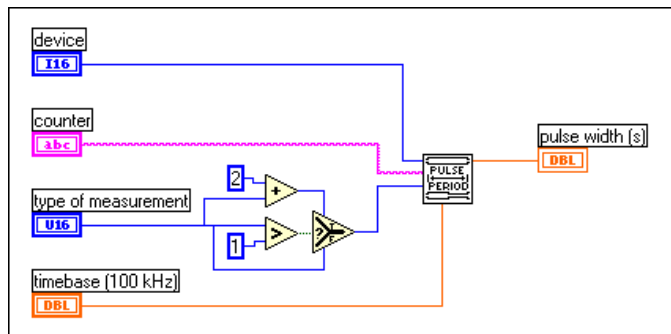 device
I16
counter
abc
pulse width (s)
DBL
PULSE
PERIOD
2
+
type of measurement
U16
>
1
?
T
F
timebase (100 kHz)
DBL